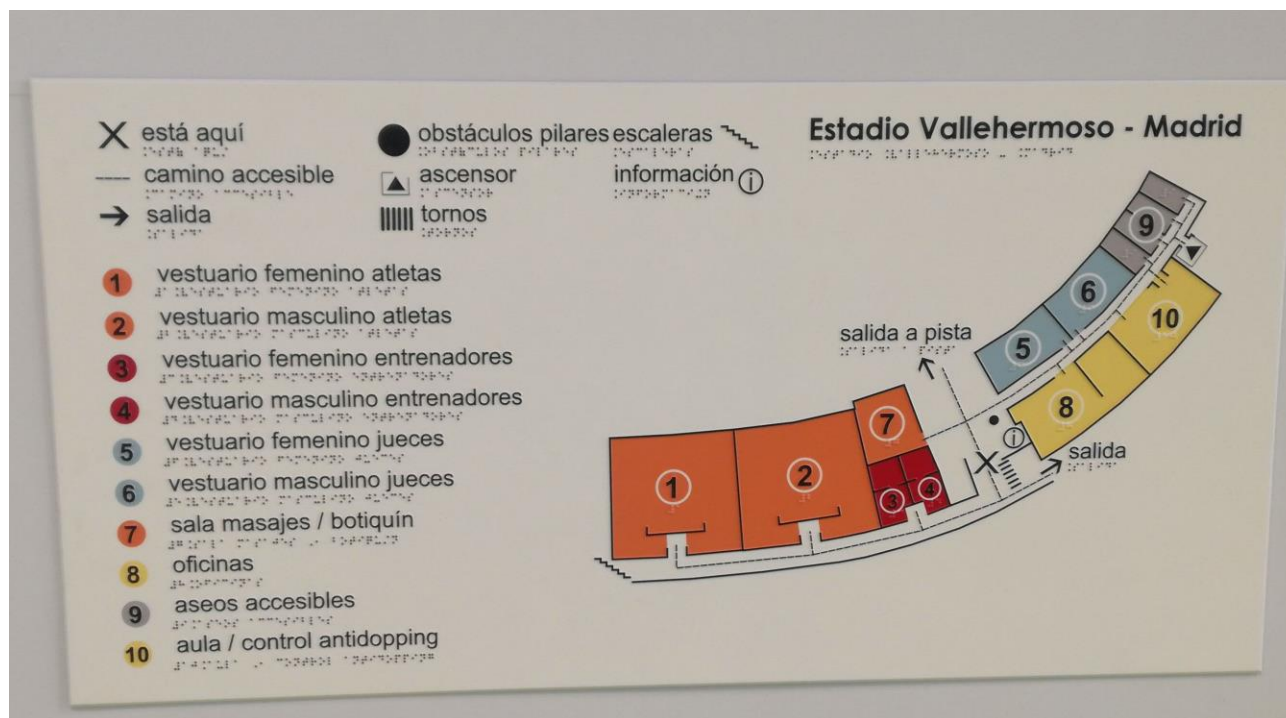 Estadio Vallehermoso - Madrid
está aquí
camino accesible
salida
obstáculos pilares
ascensor
tornos
escaleras
información
1 vestuario femenino atletas
2 vestuario masculino atletas
3 vestuario femenino entrenadores
4 vestuario masculino entrenadores
5 vestuario femenino jueces
6 vestuario masculino jueces
7 sala masajes / botiquín
8 oficinas
9 aseos accesibles
10 aula / control antidopping
9
6
10
salida a pista
5
8
7
i
salida
1
2
3
4